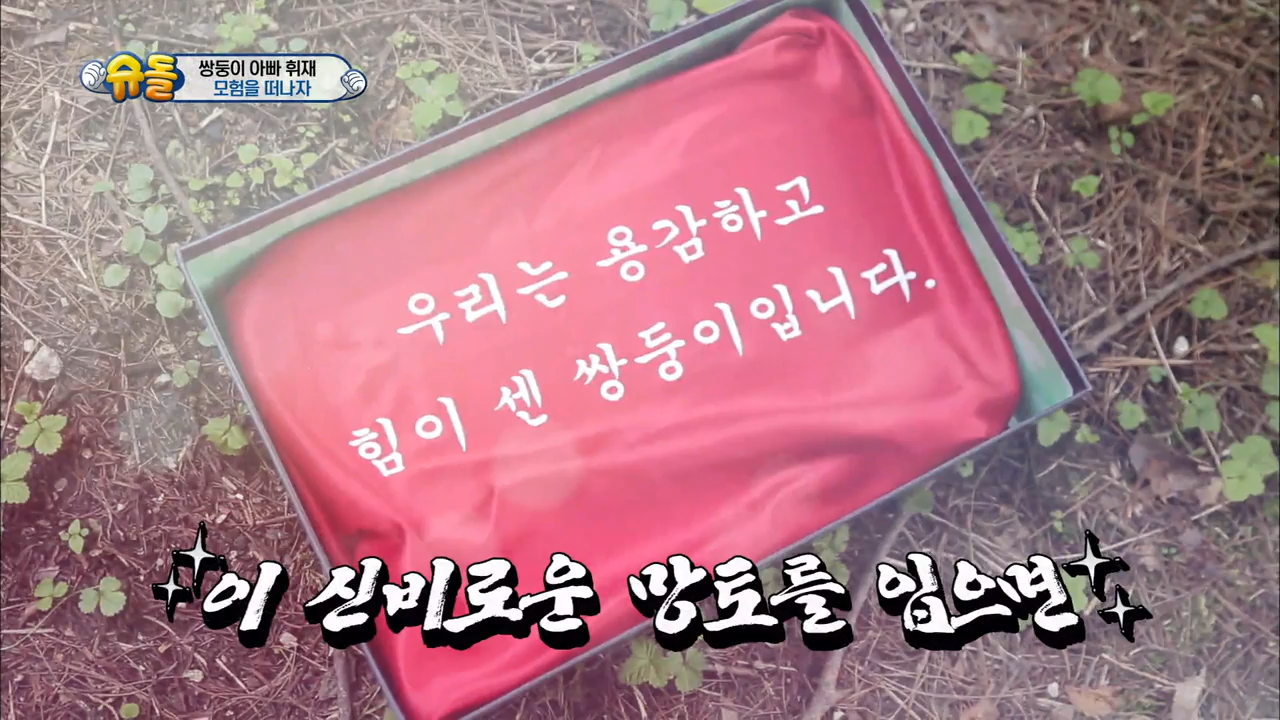 슈돌
쌍둥이 아빠 휘재
모험을 떠나자
우리는 용감하고
힘이 센 쌍둥이입니다.
이 신비로운 망토를 입으면